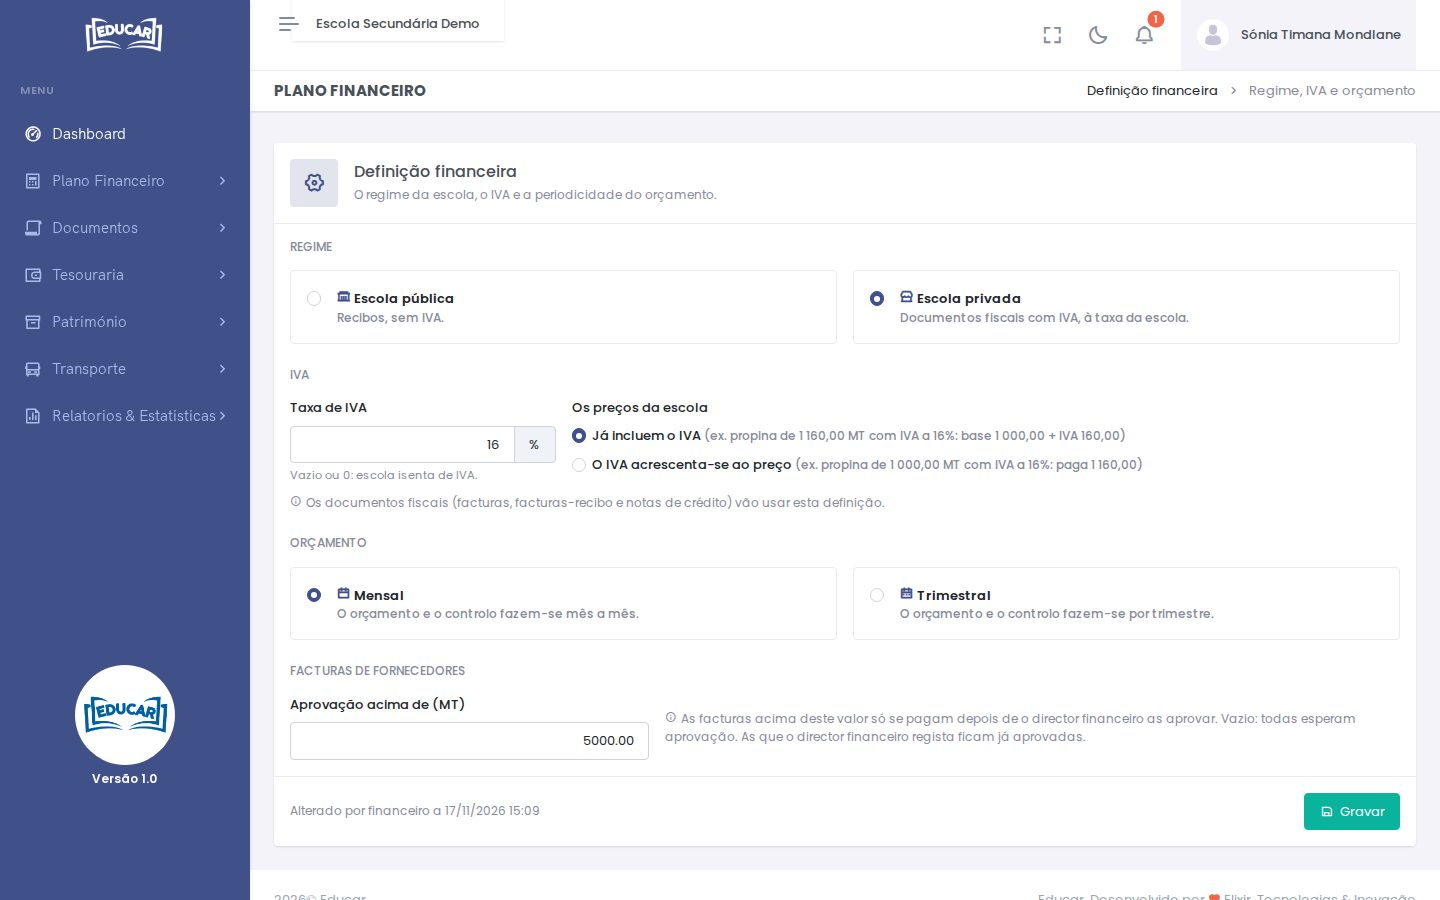 EDUCAR
Escola Secundária Demo
1
Sónia Timana Mondlane
MENU
Dashboard
Plano Financeiro
Documentos
Tesouraria
Património
Transporte
Relatorios & Estatisticas
EDUCAR
Versão 1.0
PLANO FINANCEIRO
Definição financeira > Regime, IVA e orçamento
Definição financeira
O regime da escola, o IVA e a periodicidade do orçamento.
REGIME
Escola pública
Recibos, sem IVA.
Escola privada
Documentos fiscais com IVA, à taxa da escola.
IVA
Taxa de IVA
16 %
Vazio ou 0: escola isenta de IVA.
Os preços da escola
Já incluem o IVA (ex. propina de 1 160,00 MT com IVA a 16%: base 1 000,00 + IVA 160,00)
O IVA acrescenta-se ao preço (ex. propina de 1 000,00 MT com IVA a 16%: paga 1 160,00)
Os documentos fiscais (facturas, facturas-recibo e notas de crédito) vão usar esta definição.
ORÇAMENTO
Mensal
O orçamento e o controlo fazem-se mês a mês.
Trimestral
O orçamento e o controlo fazem-se por trimestre.
FACTURAS DE FORNECEDORES
Aprovação acima de (MT)
5000.00
As facturas acima deste valor só se pagam depois de o director financeiro as aprovar. Vazio: todas esperam
aprovação. As que o director financeiro regista ficam já aprovadas.
Alterado por financeiro a 17/11/2026 15:09
Gravar
2026© Educar
Educar. Desenvolvido por Elixir, Tecnologias & Inovação